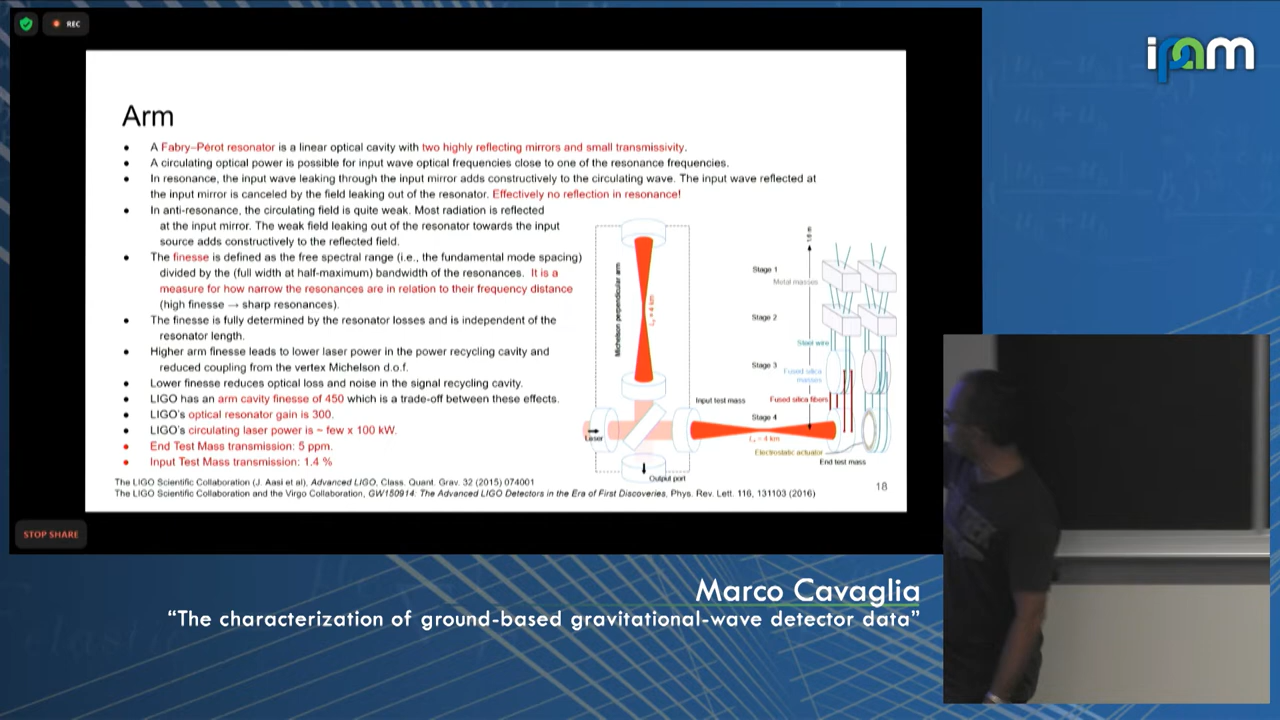 REC
ipam
Arm
A Fabry–Pérot resonator is a linear optical cavity with two highly reflecting mirrors and small transmissivity.
A circulating optical power is possible for input wave optical frequencies close to one of the resonance frequencies.
In resonance, the input wave leaking through the input mirror adds constructively to the circulating wave. The input wave reflected at
the input mirror is canceled by the field leaking out of the resonator. Effectively no reflection in resonance!
In anti-resonance, the circulating field is quite weak. Most radiation is reflected
at the input mirror. The weak field leaking out of the resonator towards the input
source adds constructively to the reflected field.
The finesse is defined as the free spectral range (i.e., the fundamental mode spacing)
divided by the (full width at half-maximum) bandwidth of the resonances. It is a
measure for how narrow the resonances are in relation to their frequency distance
(high finesse → sharp resonances).
The finesse is fully determined by the resonator losses and is independent of the
resonator length.
Higher arm finesse leads to lower laser power in the power recycling cavity and
reduced coupling from the vertex Michelson d.o.f.
Lower finesse reduces optical loss and noise in the signal recycling cavity.
LIGO has an arm cavity finesse of 450 which is a trade-off between these effects.
LIGO's optical resonator gain is 300.
LIGO's circulating laser power is ~ few x 100 kW.
End Test Mass transmission: 5 ppm.
Input Test Mass transmission: 1.4 %
Michelson perpendicular arm
= 4 km
Laser
Output port
Input test mass
= 4 km
Stage 1
Metal masses
Stage 2
Steel wire
Stage 3
Fused silica
masses
Fused silica fibers
Stage 4
Electrostatic actuator
End test mass
The LIGO Scientific Collaboration (J. Aasi et al), Advanced LIGO, Class. Quant. Grav. 32 (2015) 074001
The LIGO Scientific Collaboration and the Virgo Collaboration, GW150914: The Advanced LIGO Detectors in the Era of First Discoveries, Phys. Rev. Lett. 116, 131103 (2016)
18
STOP SHARE
Marco Cavaglia
“The characterization of ground-based gravitational-wave detector data”